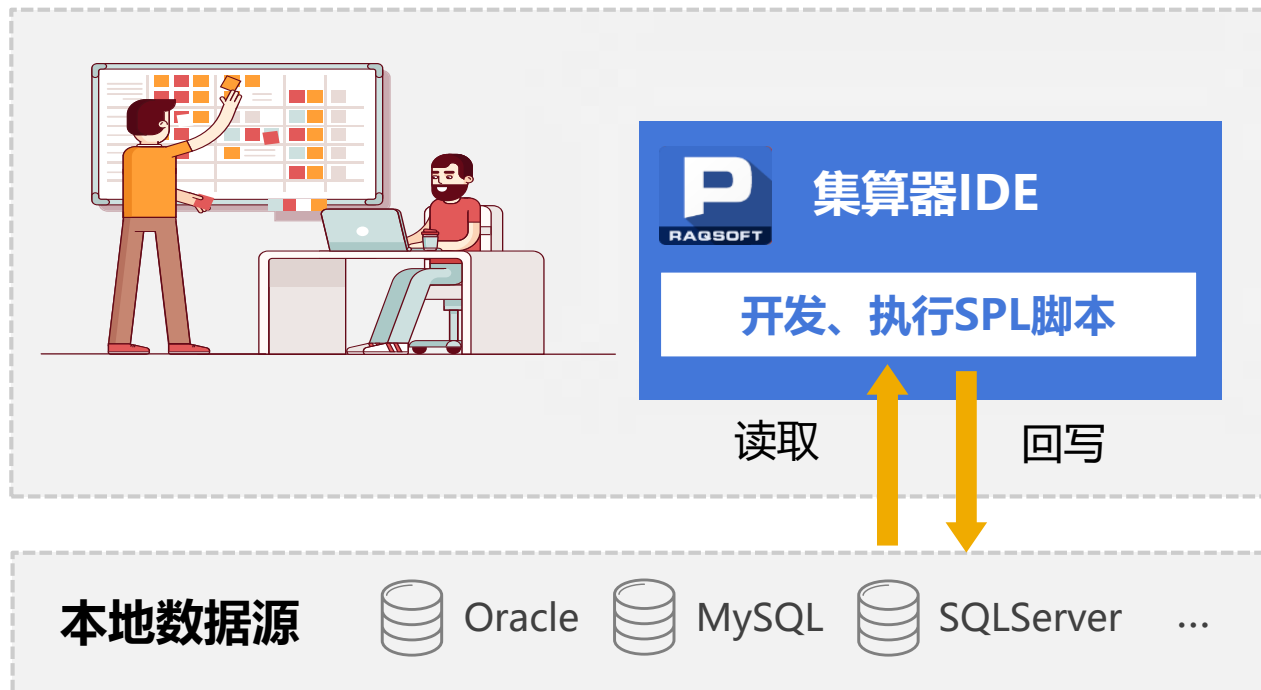 集算器IDE
RAQSOFT
开发、执行SPL脚本
读取
回写
本地数据源
Oracle
MySQL
SQLServer
...